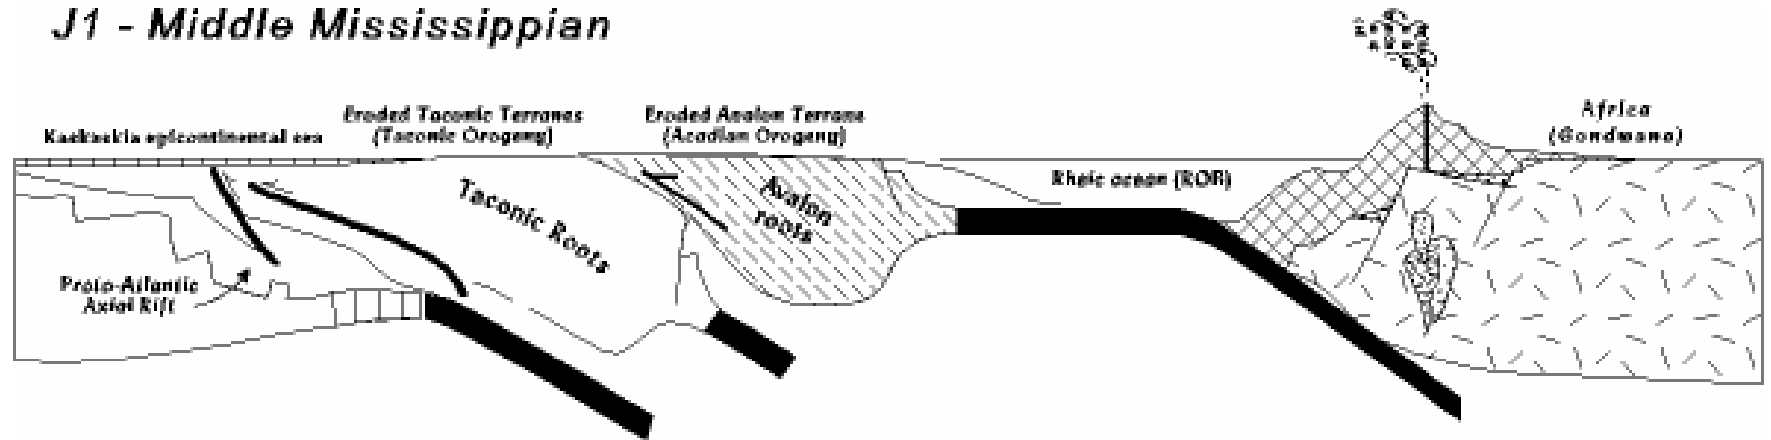 J1 - Middle Mississippian
Kaskaskia epicontinental sea
Eroded Taconic Terranes
(Taconic Orogeny)
Eroded Avalon Terrane
(Acadian Orogeny)
Africa
(Gondwana)
Taconic Roots
Avalon
roots
Rheic ocean (ROR)
Proto-Atlantic
Axial Rift